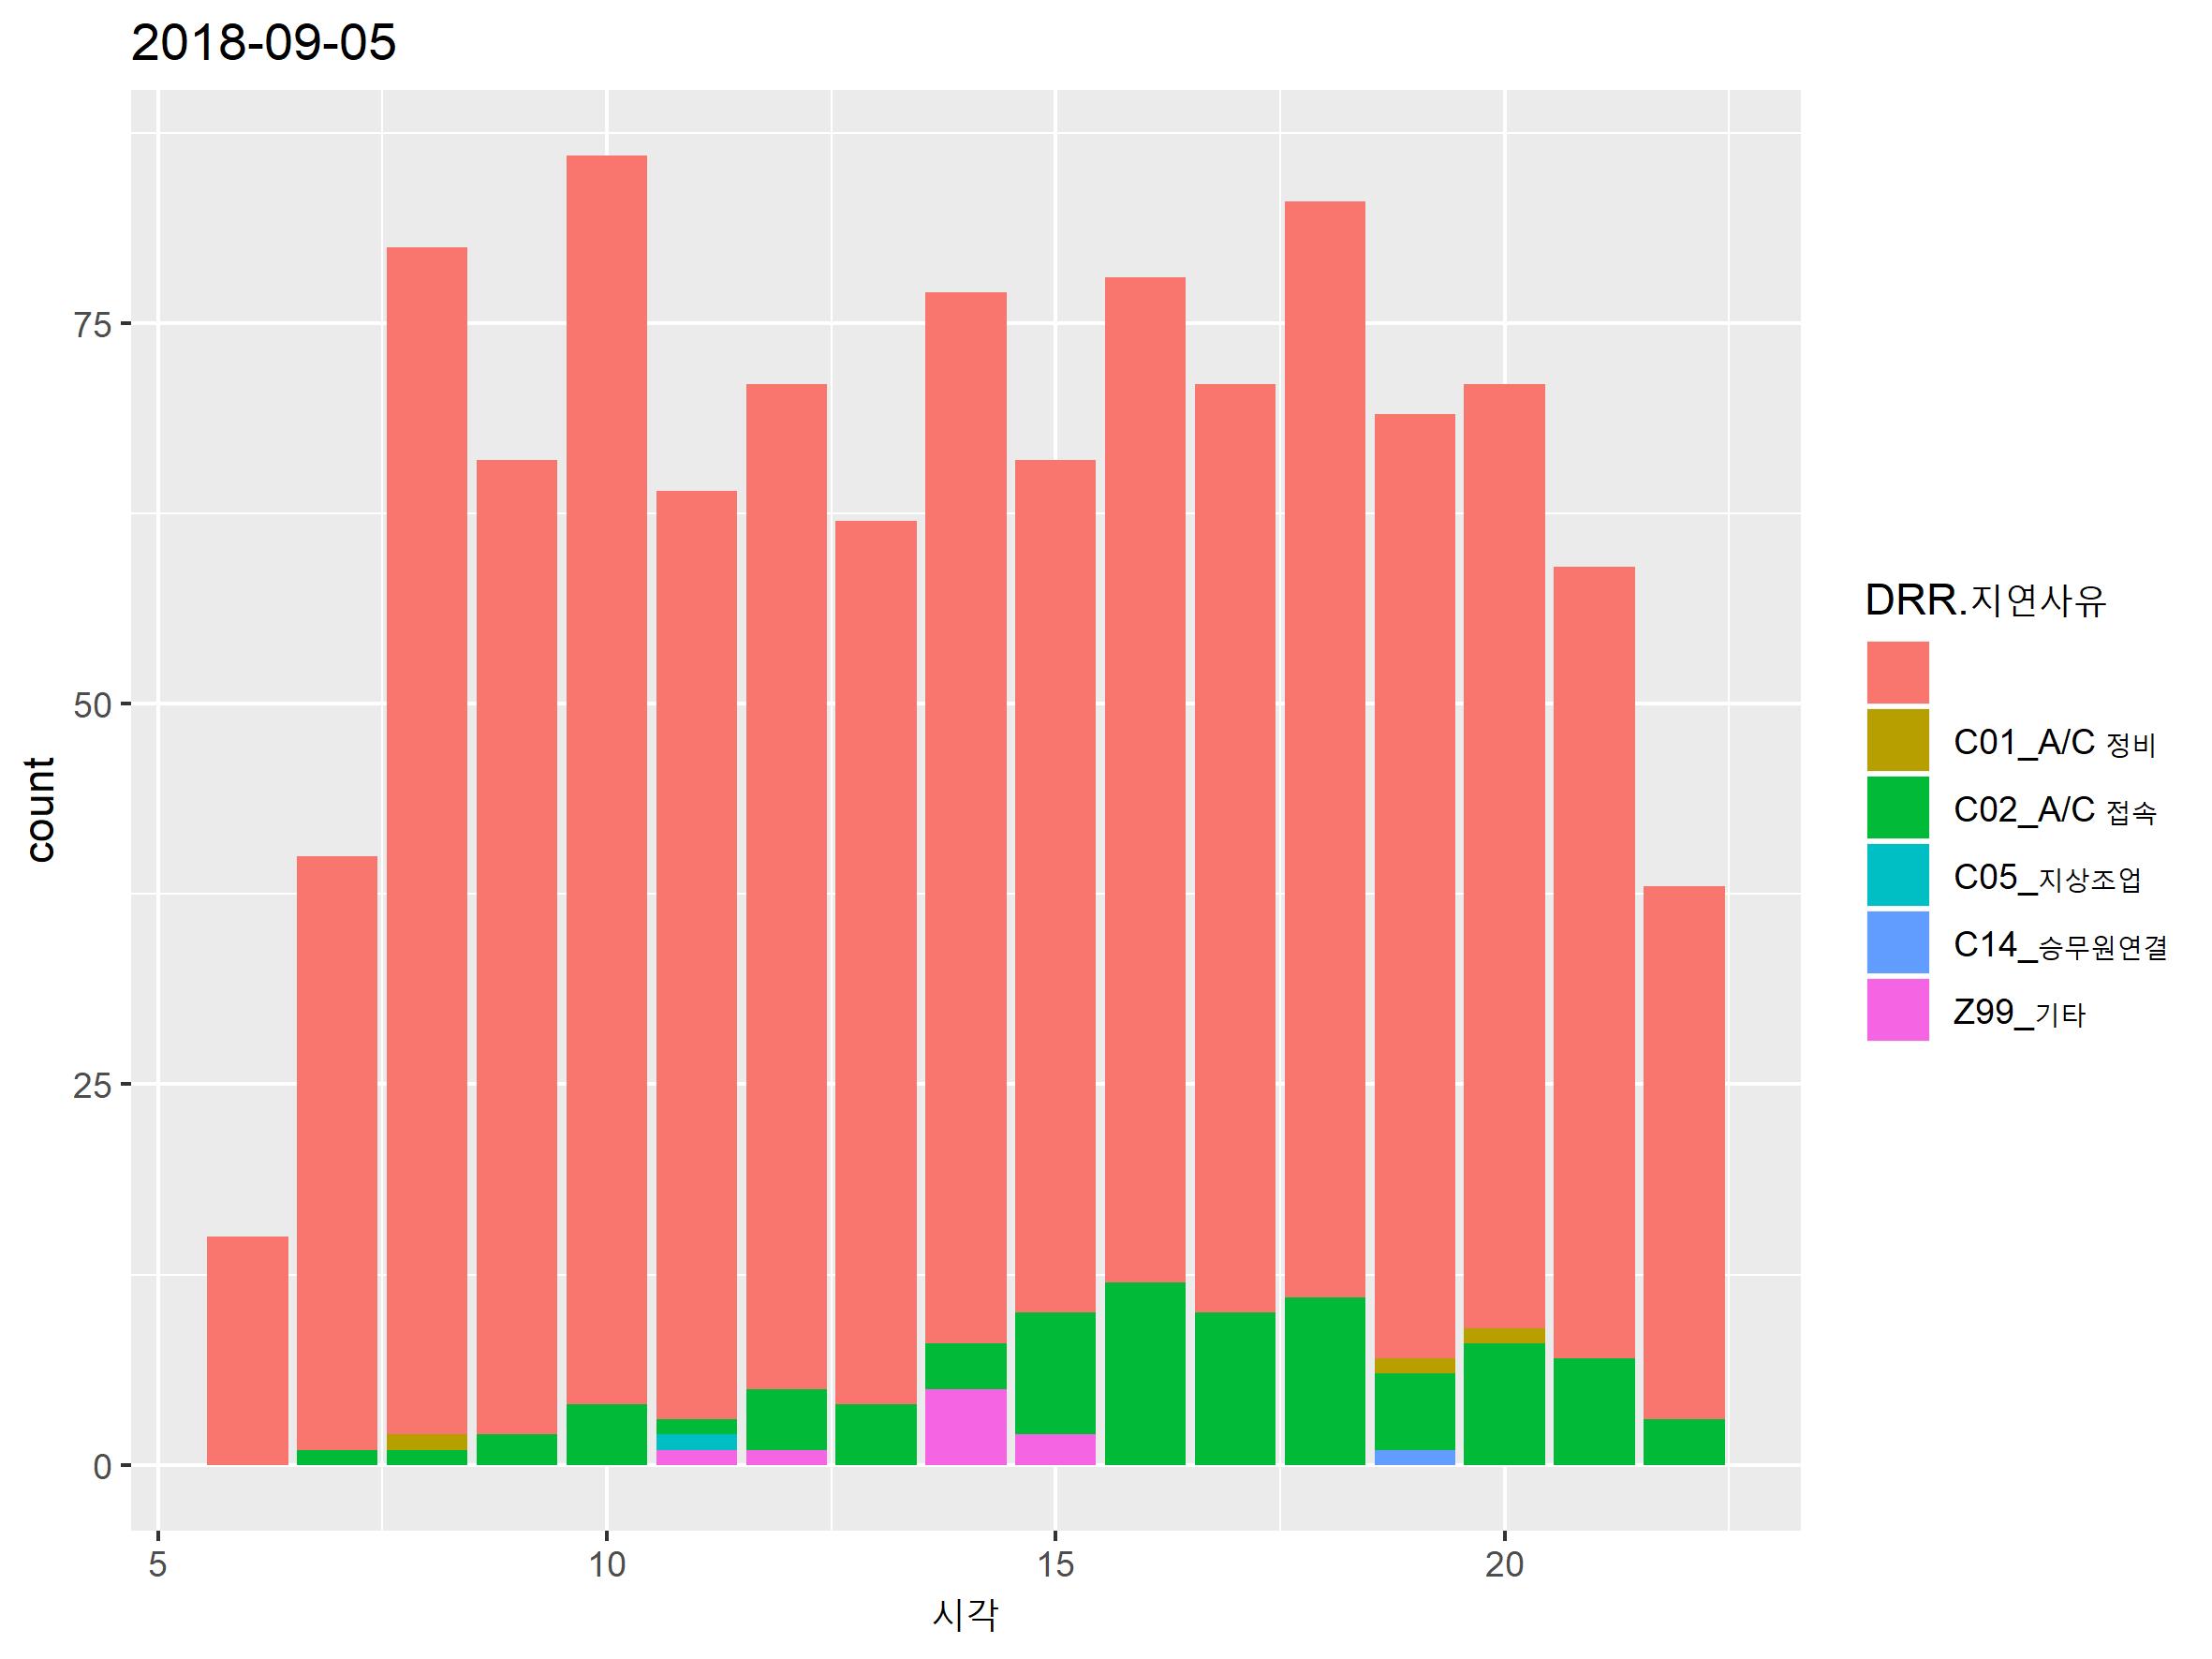 2018-09-05
75
50
25
0
count
5 10 15 20
시각
DRR.지연사유
C01_A/C 정비
C02_A/C 접속
C05_지상조업
C14_승무원연결
Z99_기타